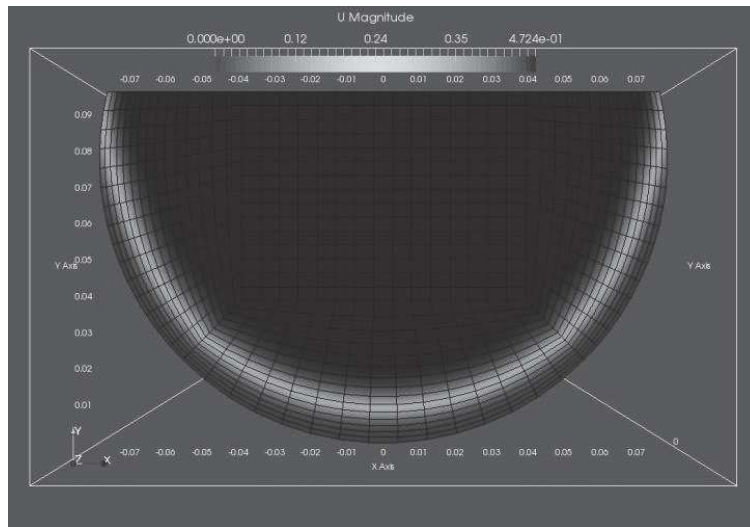 U Magnitude
0.000e+00 0.12 0.24 0.35 4.724e-01
-0.07 -0.06 -0.05 -0.04 -0.03 -0.02 -0.01 0 0.01 0.02 0.03 0.04 0.05 0.06 0.07
0.09
0.08
0.07
0.06
Y Axis 0.05 Y Axis
0.04
0.03
0.02
0.01
Y 0
Z X -0.07 -0.06 -0.05 -0.04 -0.03 -0.02 -0.01 0 0.01 0.02 0.03 0.04 0.05 0.06 0.07
X Axis